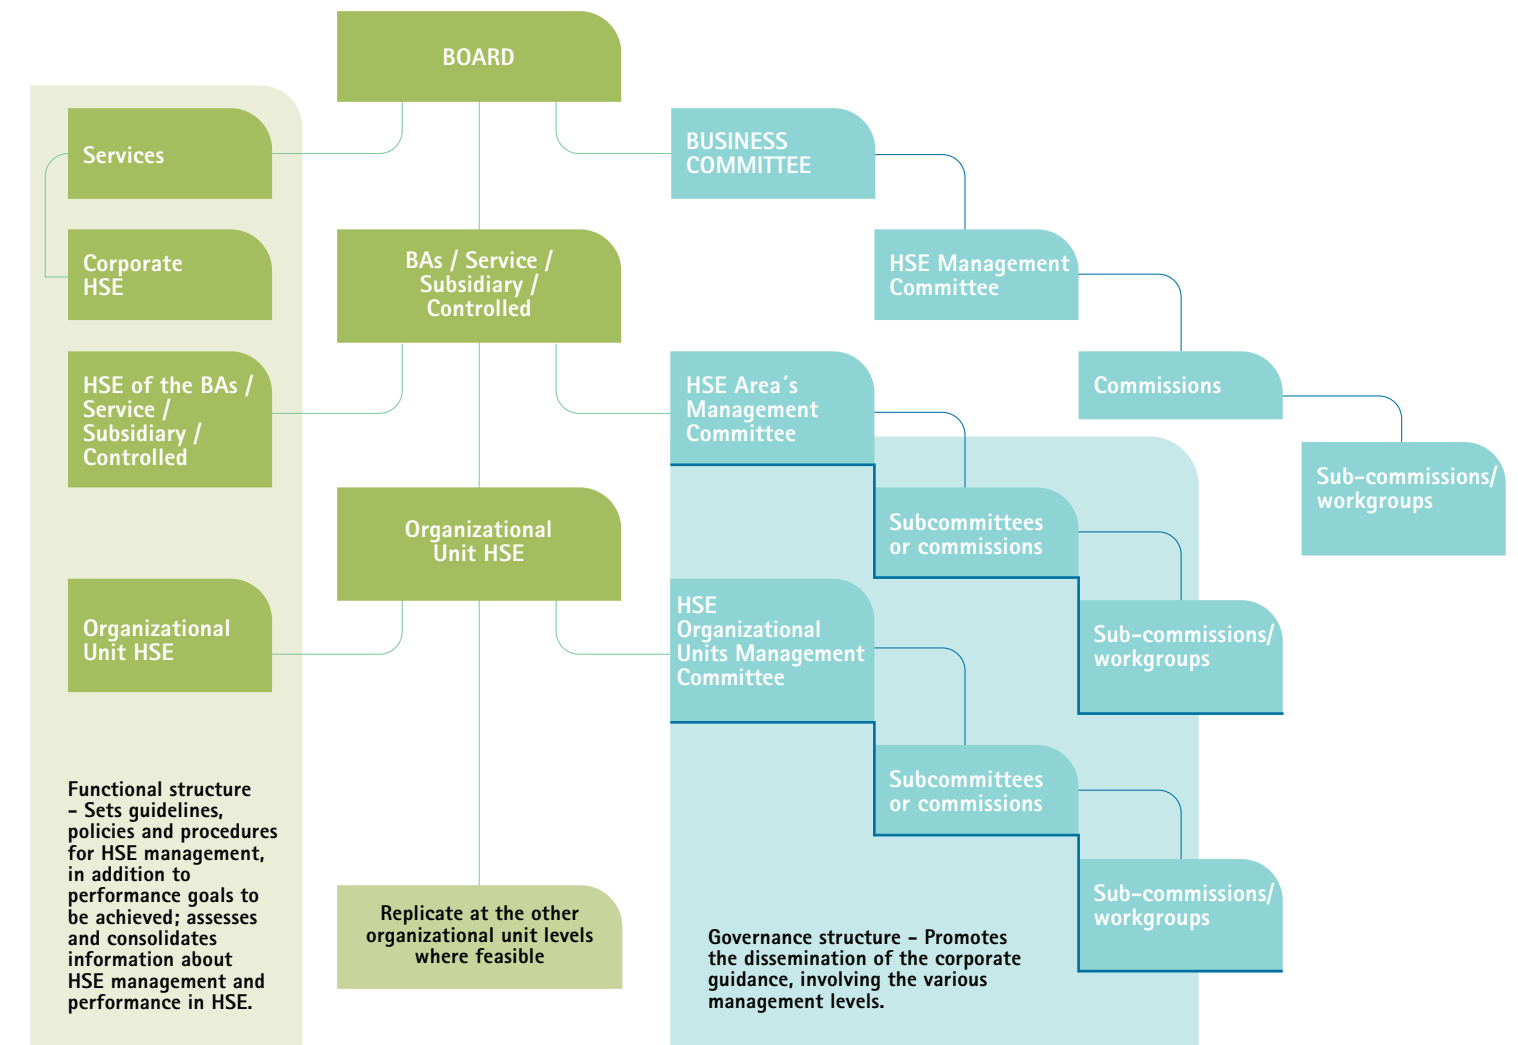 BOARD
Services
BUSINESS
COMMITTEE
Corporate
HSE
BAs / Service /
Subsidiary /
Controlled
HSE Management
Committee
HSE of the BAs /
Service /
Subsidiary /
Controlled
HSE Area´s
Management
Committee
Commissions
Sub-commissions/
workgroups
Organizational
Unit HSE
Subcommittees
or commissions
Organizational
Unit HSE
HSE
Organizational
Units Management
Committee
Sub-commissions/
workgroups
Subcommittees
or commissions
Sub-commissions/
workgroups
Functional structure
- Sets guidelines,
policies and procedures
for HSE management,
in addition to
performance goals to
be achieved; assesses
and consolidates
information about
HSE management and
performance in HSE.
Replicate at the other
organizational unit levels
where feasible
Governance structure - Promotes
the dissemination of the corporate
guidance, involving the various
management levels.